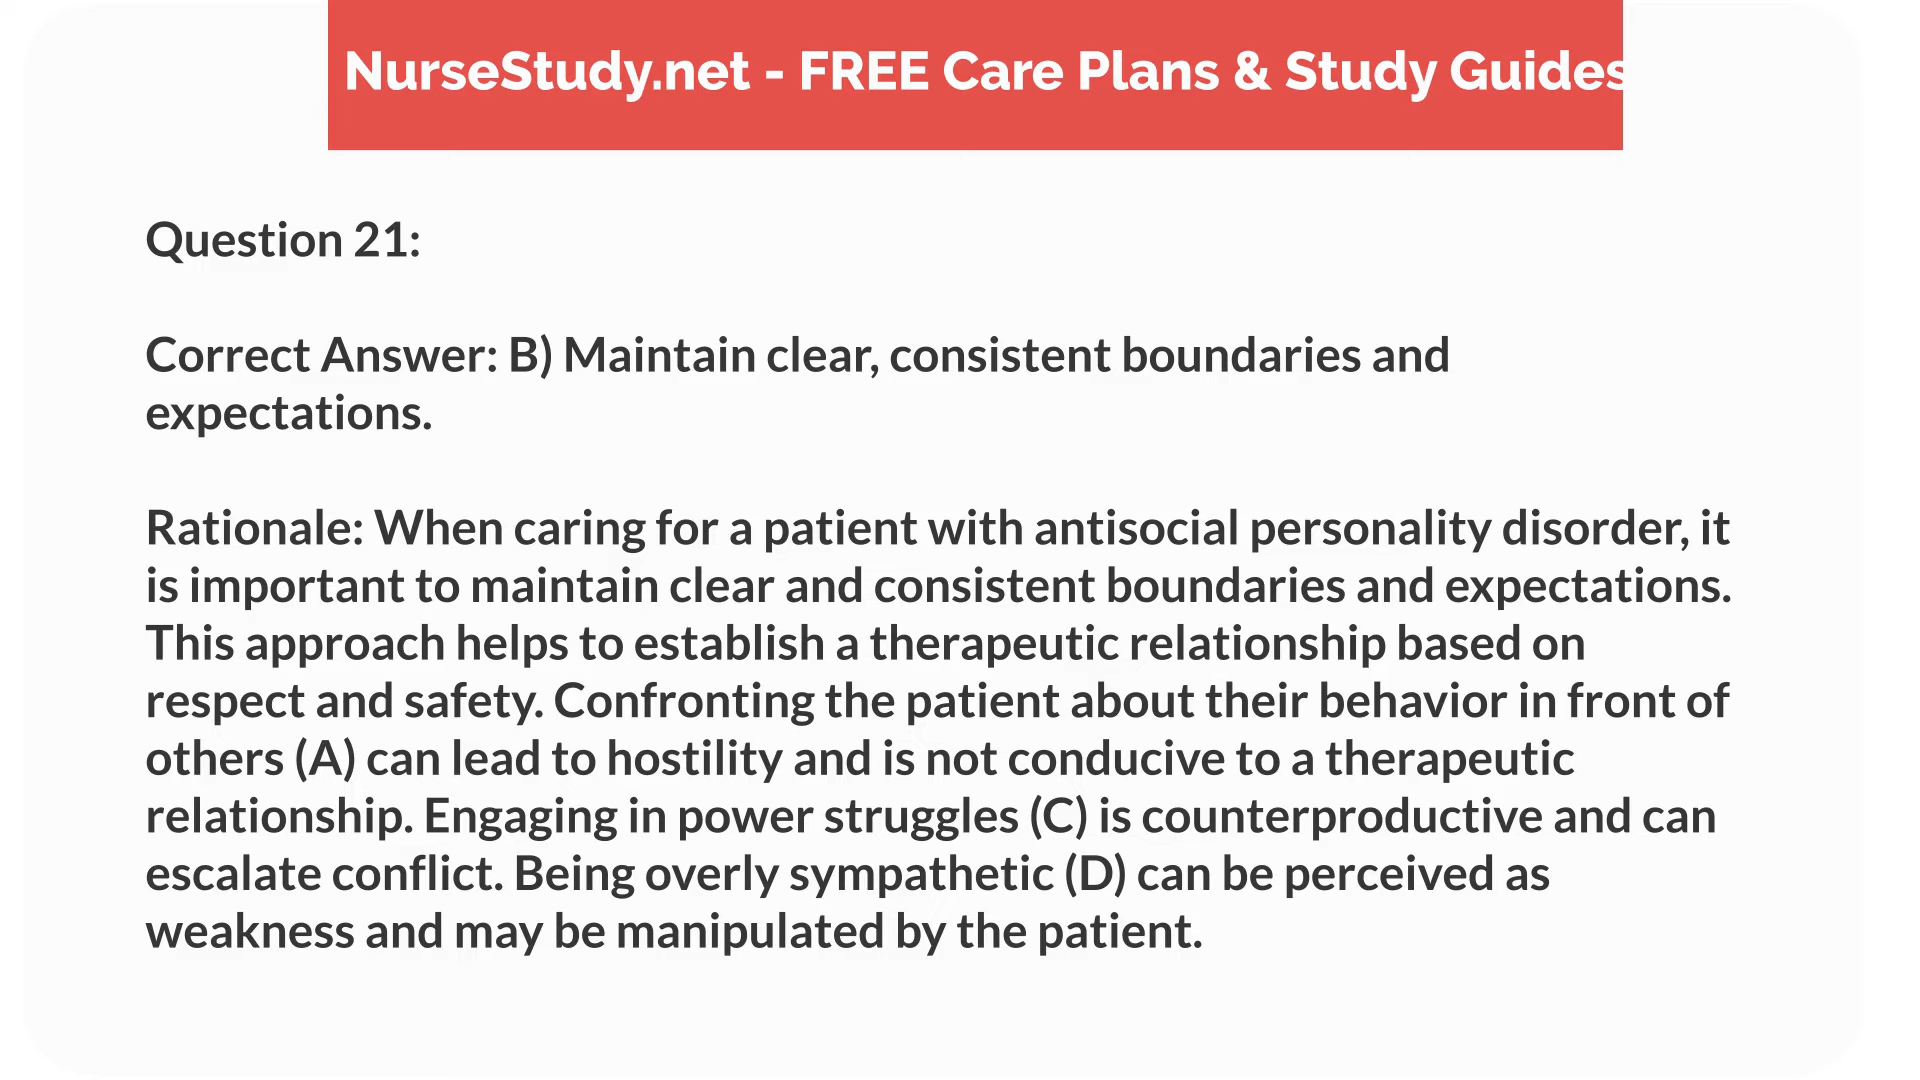 NurseStudy.net - FREE Care Plans & Study Guides
Question 21:
Correct Answer: B) Maintain clear, consistent boundaries and
expectations.
Rationale: When caring for a patient with antisocial personality disorder, it
is important to maintain clear and consistent boundaries and expectations.
This approach helps to establish a therapeutic relationship based on
respect and safety. Confronting the patient about their behavior in front of
others (A) can lead to hostility and is not conducive to a therapeutic
relationship. Engaging in power struggles (C) is counterproductive and can
escalate conflict. Being overly sympathetic (D) can be perceived as
weakness and may be manipulated by the patient.